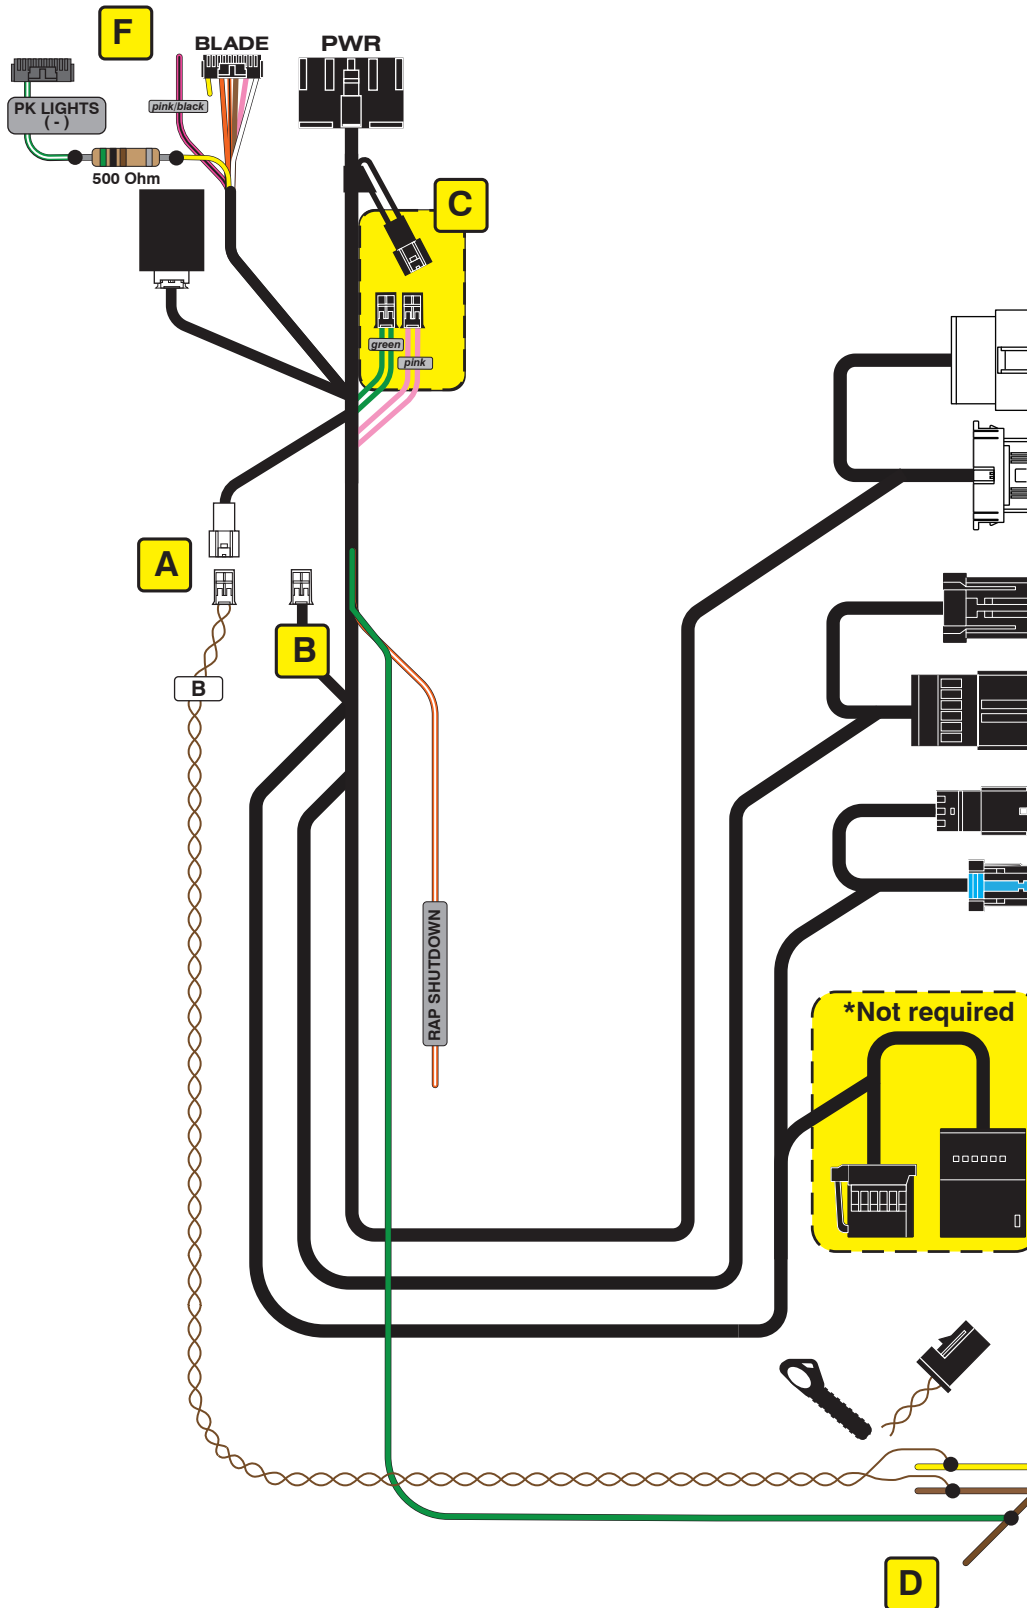 F
BLADE
PWR
PK LIGHTS
( - )
pink/black
500 Ohm
C
green
pink
A
B
B
RAP SHUTDOWN
*Not required
D